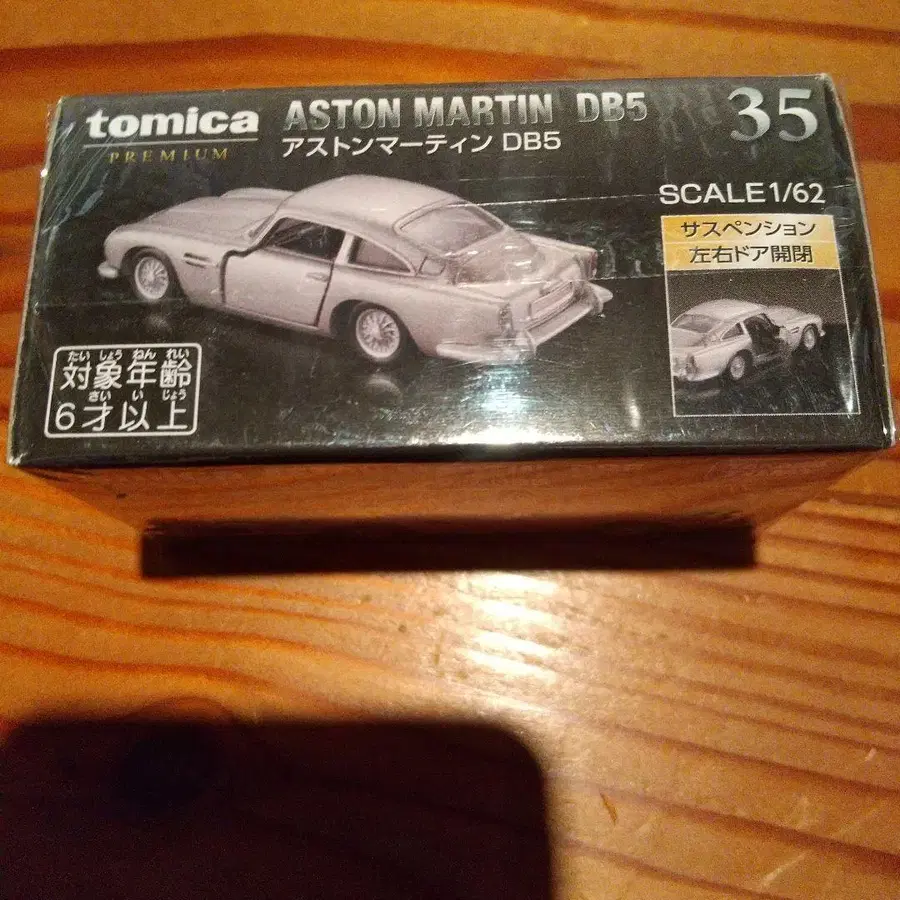 tomica
PREMIUM
ASTON MARTIN DB5
アストンマーティン DB5
35
SCALE 1/62
サスペンション
左右ドア開閉
たいしょうねんれい
対象年齢
さいいじょう
6才以上